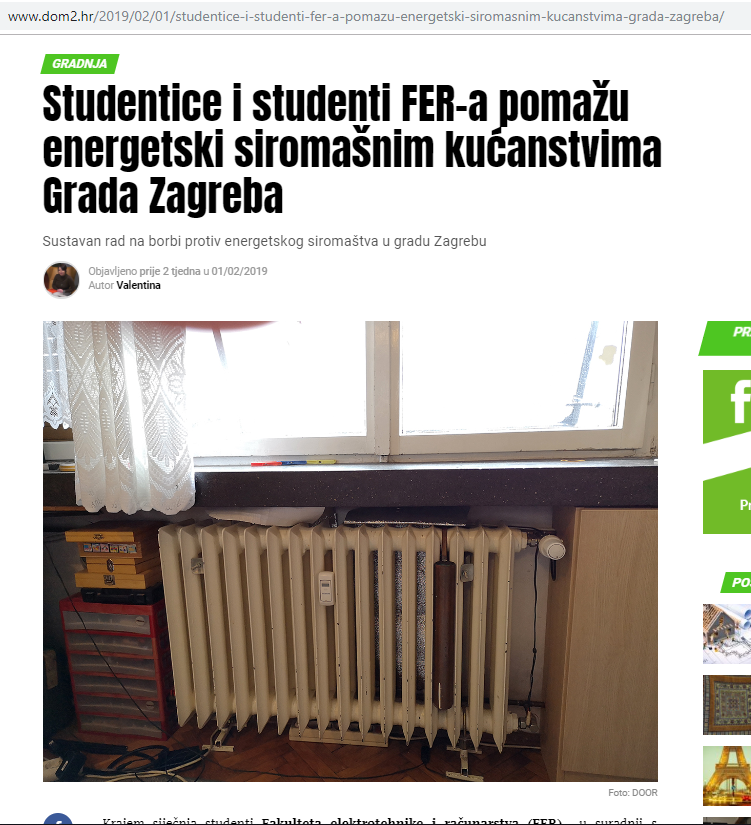 www.dom2.hr/2019/02/01/studentice-i-studenti-fer-a-pomazu-energetski-siromasnim-kucanstvima-grada-zagreba/
GRADNJA
Studentice i studenti FER-a pomažu
energetski siromašnim kućanstvima
Grada Zagreba
Sustavan rad na borbi protiv energetskog siromaštva u gradu Zagrebu
Objavljeno prije 2 tjedna u 01/02/2019
Autor Valentina
f
Foto: DOOR
Krajem siječnja studenti Fakulteta elektrotehnike i računarstva (FER), u suradnji s